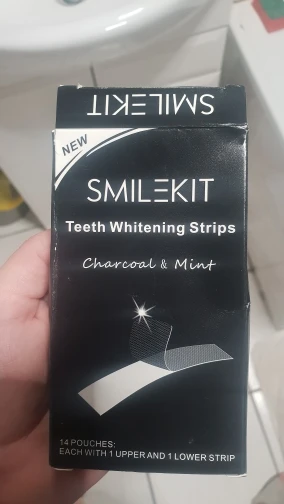 SMILEKIT
NEW
SMILEKIT
Teeth Whitening Strips
Charcoal & Mint
14 POUCHES:
EACH WITH 1 UPPER AND 1 LOWER STRIP